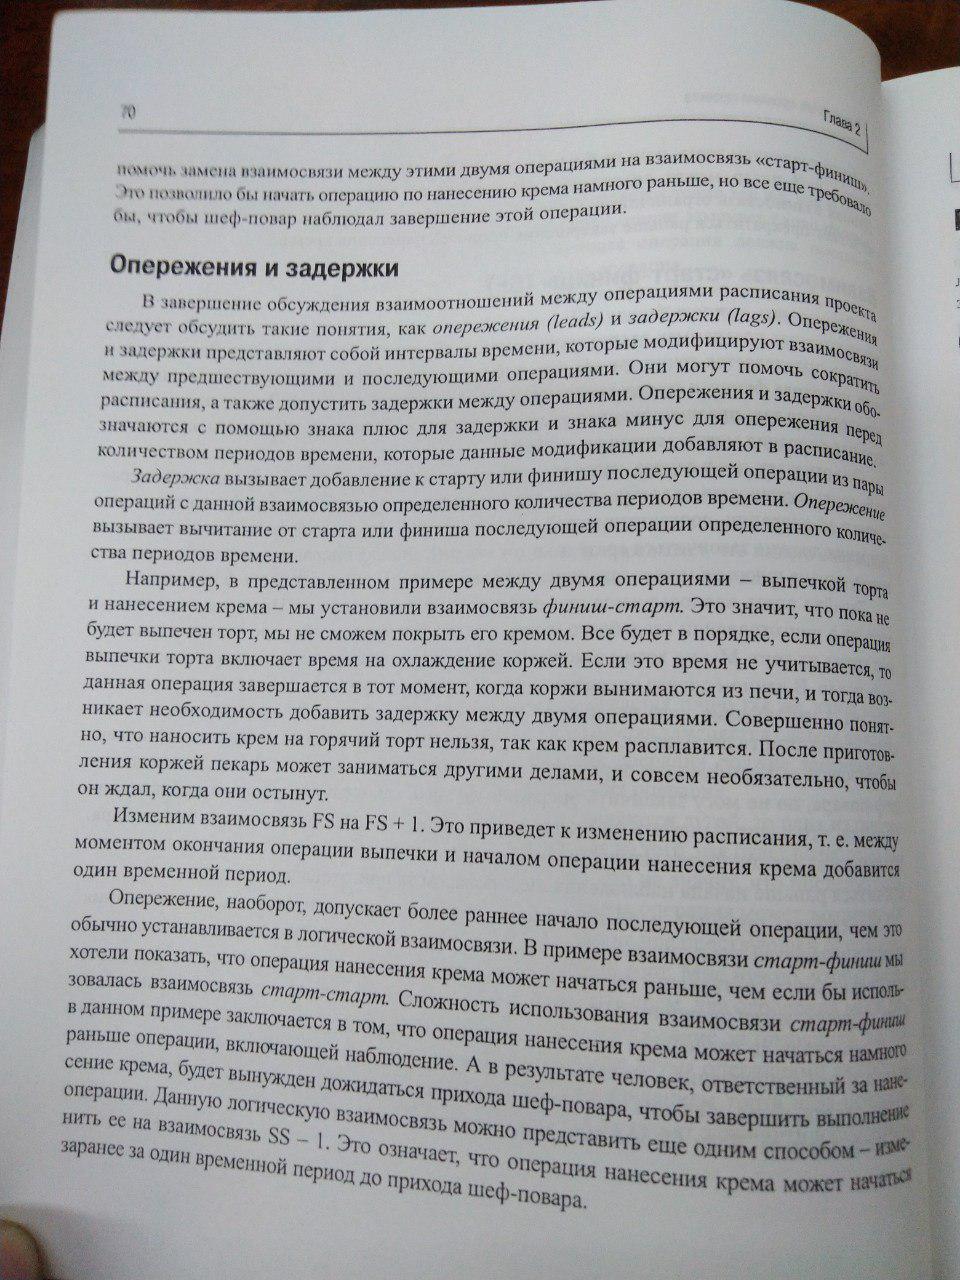 70
Глава 2
помочь замена взаимосвязи между этими двумя операциями на взаимосвязь «старт-финиш».
Это позволило бы начать операцию по нанесению крема намного раньше, но все еще требовало
бы, чтобы шеф-повар наблюдал завершение этой операции.
Опережения и задержки
В завершение обсуждения взаимоотношений между операциями расписания проекта
следует обсудить такие понятия, как опережения (leads) и задержки (lags). Опережения
и задержки представляют собой интервалы времени, которые модифицируют взаимосвязи
между предшествующими и последующими операциями. Они могут помочь сократить
расписания, а также допустить задержки между операциями. Опережения и задержки обо-
значаются с помощью знака плюс для задержки и знака минус для опережения перед
количеством периодов времени, которые данные модификации добавляют в расписание.
Задержка вызывает добавление к старту или финишу последующей операции из пары
операций с данной взаимосвязью определенного количества периодов времени. Опережение
вызывает вычитание от старта или финиша последующей операции определенного количе-
ства периодов времени.
Например, в представленном примере между двумя операциями – выпечкой торта
и нанесением крема – мы установили взаимосвязь финиш-старт. Это значит, что пока не
будет выпечен торт, мы не сможем покрыть его кремом. Все будет в порядке, если операция
выпечки торта включает время на охлаждение коржей. Если это время не учитывается, то
данная операция завершается в тот момент, когда коржи вынимаются из печи, и тогда воз-
никает необходимость добавить задержку между двумя операциями. Совершенно понят-
но, что наносить крем на горячий торт нельзя, так как крем расплавится. После приготов-
ления коржей пекарь может заниматься другими делами, и совсем необязательно, чтобы
он ждал, когда они остынут.
Изменим взаимосвязь FS на FS + 1. Это приведет к изменению расписания, т. е. между
моментом окончания операции выпечки и началом операции нанесения крема добавится
один временной период.
Опережение, наоборот, допускает более раннее начало последующей операции, чем это
обычно устанавливается в логической взаимосвязи. В примере взаимосвязи старт-финиш мы
хотели показать, что операция нанесения крема может начаться раньше, чем если бы исполь-
зовалась взаимосвязь старт-старт. Сложность использования взаимосвязи старт-финиш
в данном примере заключается в том, что операция нанесения крема может начаться намного
раньше операции, включающей наблюдение. А в результате человек, ответственный за нане-
сение крема, будет вынужден дожидаться прихода шеф-повара, чтобы завершить выполнение
операции. Данную логическую взаимосвязь можно представить еще одним способом – изме-
нить ее на взаимосвязь SS – 1. Это означает, что операция нанесения крема может начаться
заранее за один временной период до прихода шеф-повара.